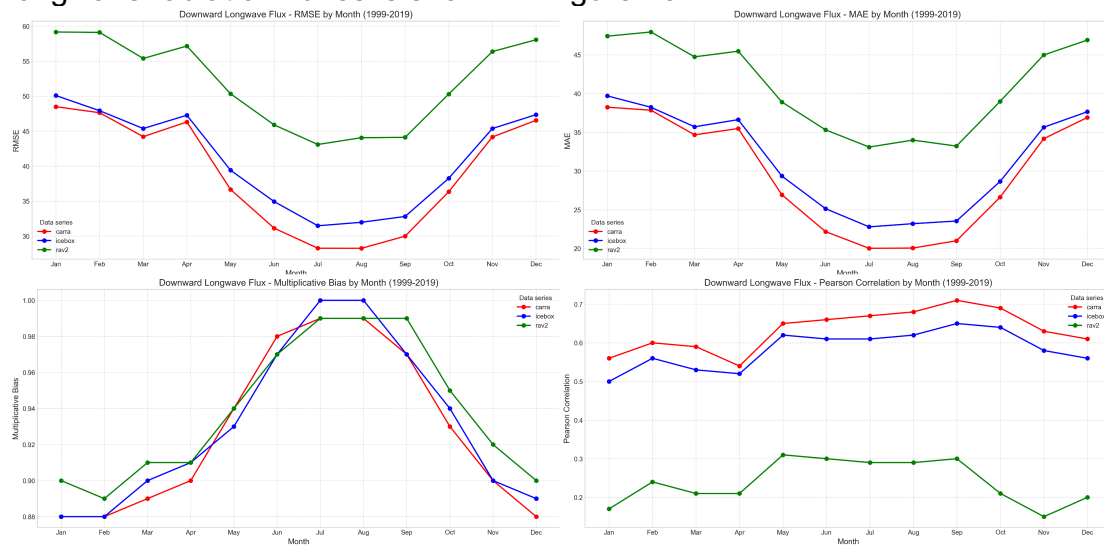 Downward Longwave Flux - RMSE by Month (1999-2019)
60
55
50
45
40
35
30
RMSE
Data series
carra
icebox
rav2
Jan Feb Mar Apr May Jun Jul Aug Sep Oct Nov Dec
Month
Downward Longwave Flux - MAE by Month (1999-2019)
45
40
35
30
25
20
MAE
Data series
carra
icebox
rav2
Jan Feb Mar Apr May Jun Jul Aug Sep Oct Nov Dec
Month
Downward Longwave Flux - Multiplicative Bias by Month (1999-2019)
1.00
0.98
0.96
0.94
0.92
0.90
0.88
Multiplicative Bias
Data series
carra
icebox
rav2
Jan Feb Mar Apr May Jun Jul Aug Sep Oct Nov Dec
Month
Downward Longwave Flux - Pearson Correlation by Month (1999-2019)
0.7
0.6
0.5
0.4
0.3
0.2
Pearson Correlation
Data series
carra
icebox
rav2
Jan Feb Mar Apr May Jun Jul Aug Sep Oct Nov Dec
Month